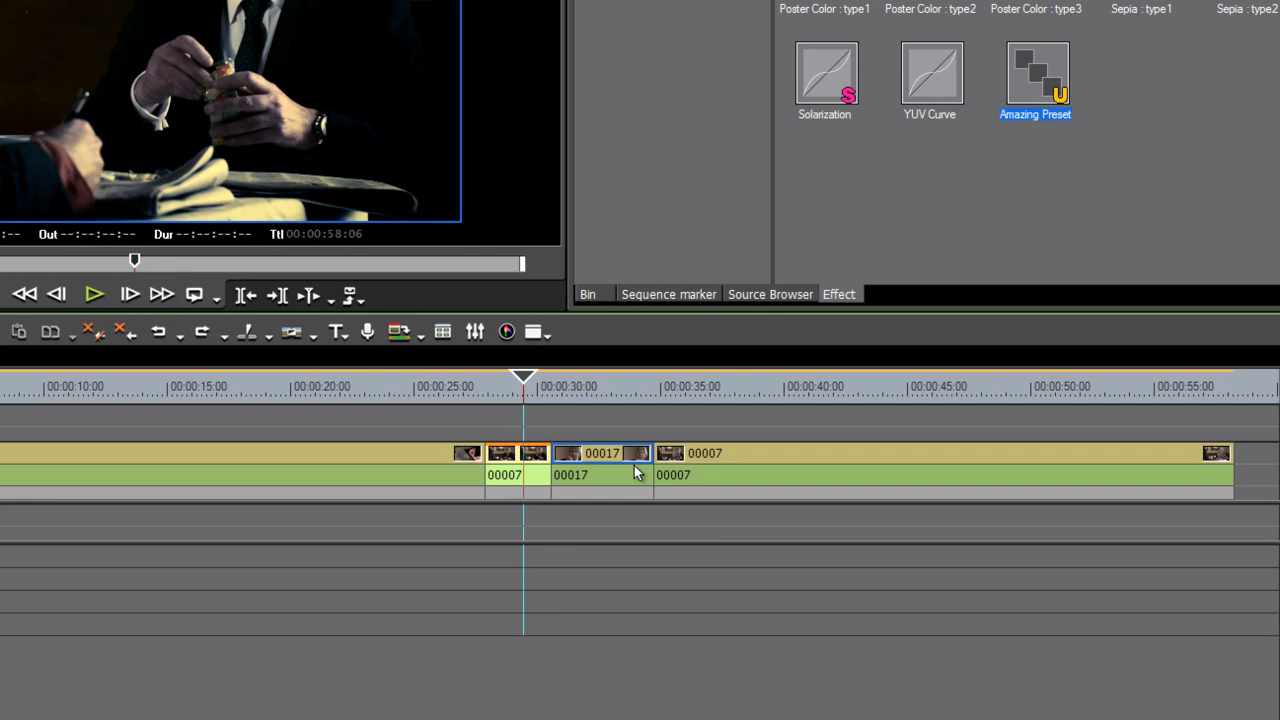 Poster Color : type1 Poster Color : type2 Poster Color : type3 Sepia : type1 Sepia : type2
S U
Solarization YUV Curve Amazing Preset
:-- Out --:--:--:-- Dur --:--:--:-- Ttl 00:00:58:06
Bin Sequence marker Source Browser Effect
T
00:00:10:00 00:00:15:00 00:00:20:00 00:00:25:00 00:00:30:00 00:00:35:00 00:00:40:00 00:00:45:00 00:00:50:00 00:00:55:00
00017 00007
00007 00017 00007